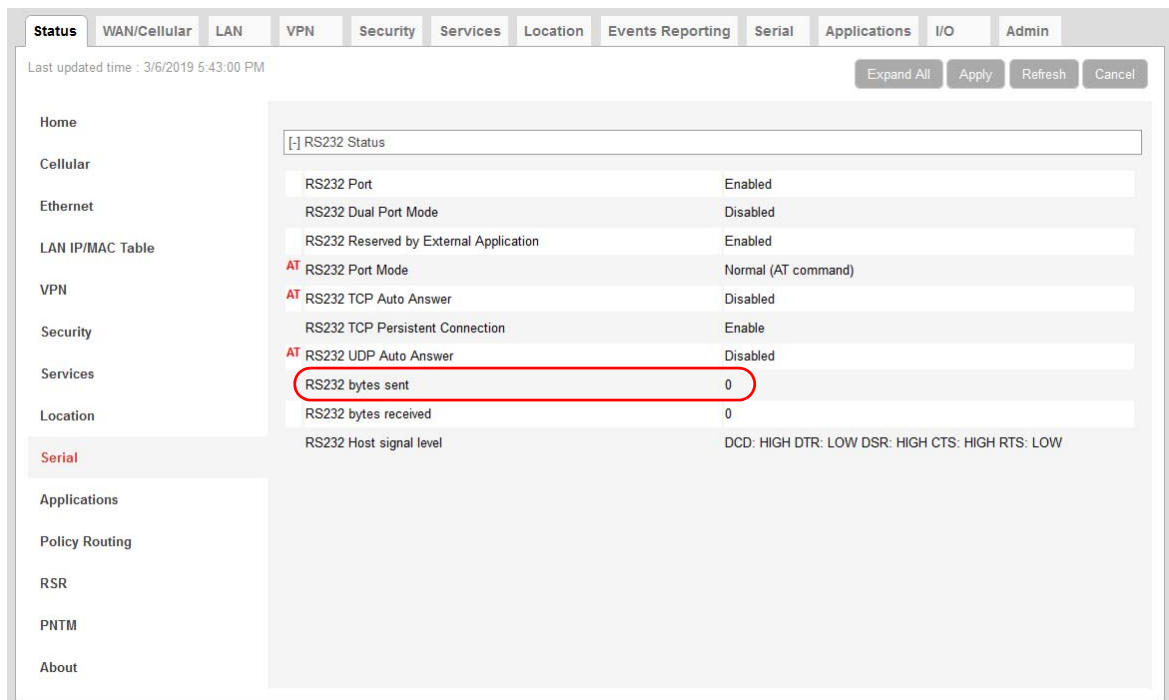 Status WAN/Cellular LAN VPN Security Services Location Events Reporting Serial Applications I/O Admin
Last updated time : 3/6/2019 5:43:00 PM
Expand All Apply Refresh Cancel
Home
Cellular
Ethernet
LAN IP/MAC Table
VPN
Security
Services
Location
Serial
Applications
Policy Routing
RSR
PNTM
About
[-] RS232 Status
RS232 Port Enabled
RS232 Dual Port Mode Disabled
RS232 Reserved by External Application Enabled
AT RS232 Port Mode Normal (AT command)
AT RS232 TCP Auto Answer Disabled
RS232 TCP Persistent Connection Enable
AT RS232 UDP Auto Answer Disabled
RS232 bytes sent 0
RS232 bytes received 0
RS232 Host signal level DCD: HIGH DTR: LOW DSR: HIGH CTS: HIGH RTS: LOW